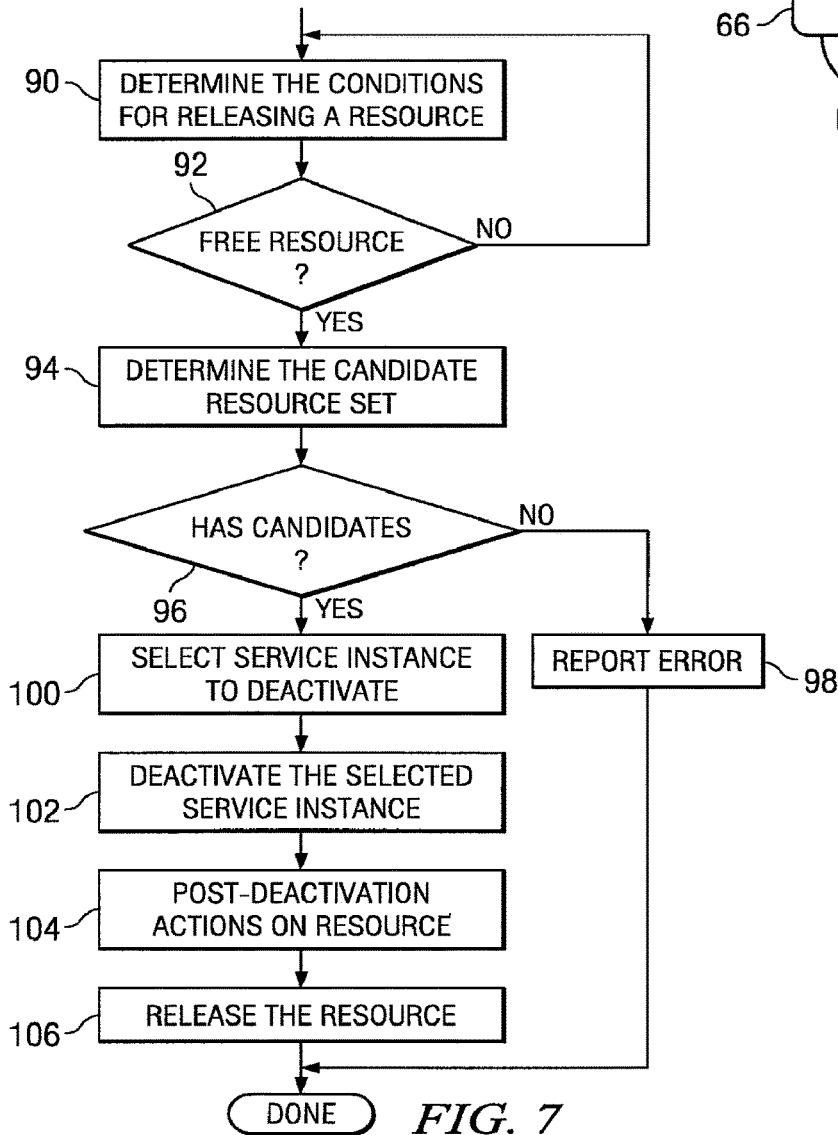 66
90
DETERMINE THE CONDITIONS
FOR RELEASING A RESOURCE
92
FREE RESOURCE
?
NO
YES
94
DETERMINE THE CANDIDATE
RESOURCE SET
HAS CANDIDATES
?
NO
96
YES
100
SELECT SERVICE INSTANCE
TO DEACTIVATE
REPORT ERROR
98
102
DEACTIVATE THE SELECTED
SERVICE INSTANCE
104
POST-DEACTIVATION
ACTIONS ON RESOURCE
106
RELEASE THE RESOURCE
DONE
FIG. 7